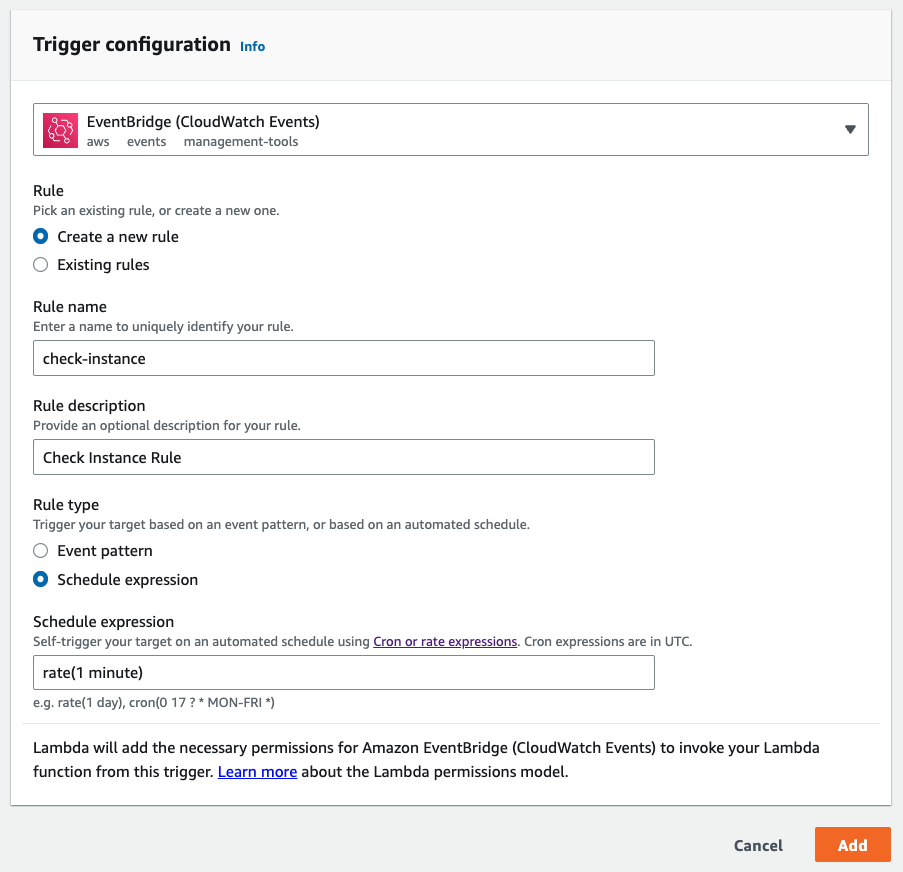 Trigger configuration Info
EventBridge (CloudWatch Events)
aws events management-tools
Rule
Pick an existing rule, or create a new one.
Create a new rule
Existing rules
Rule name
Enter a name to uniquely identify your rule.
check-instance
Rule description
Provide an optional description for your rule.
Check Instance Rule
Rule type
Trigger your target based on an event pattern, or based on an automated schedule.
Event pattern
Schedule expression
Schedule expression
Self-trigger your target on an automated schedule using Cron or rate expressions. Cron expressions are in UTC.
rate(1 minute)
e.g. rate(1 day), cron(0 17 ? * MON-FRI *)
Lambda will add the necessary permissions for Amazon EventBridge (CloudWatch Events) to invoke your Lambda
function from this trigger. Learn more about the Lambda permissions model.
Cancel Add